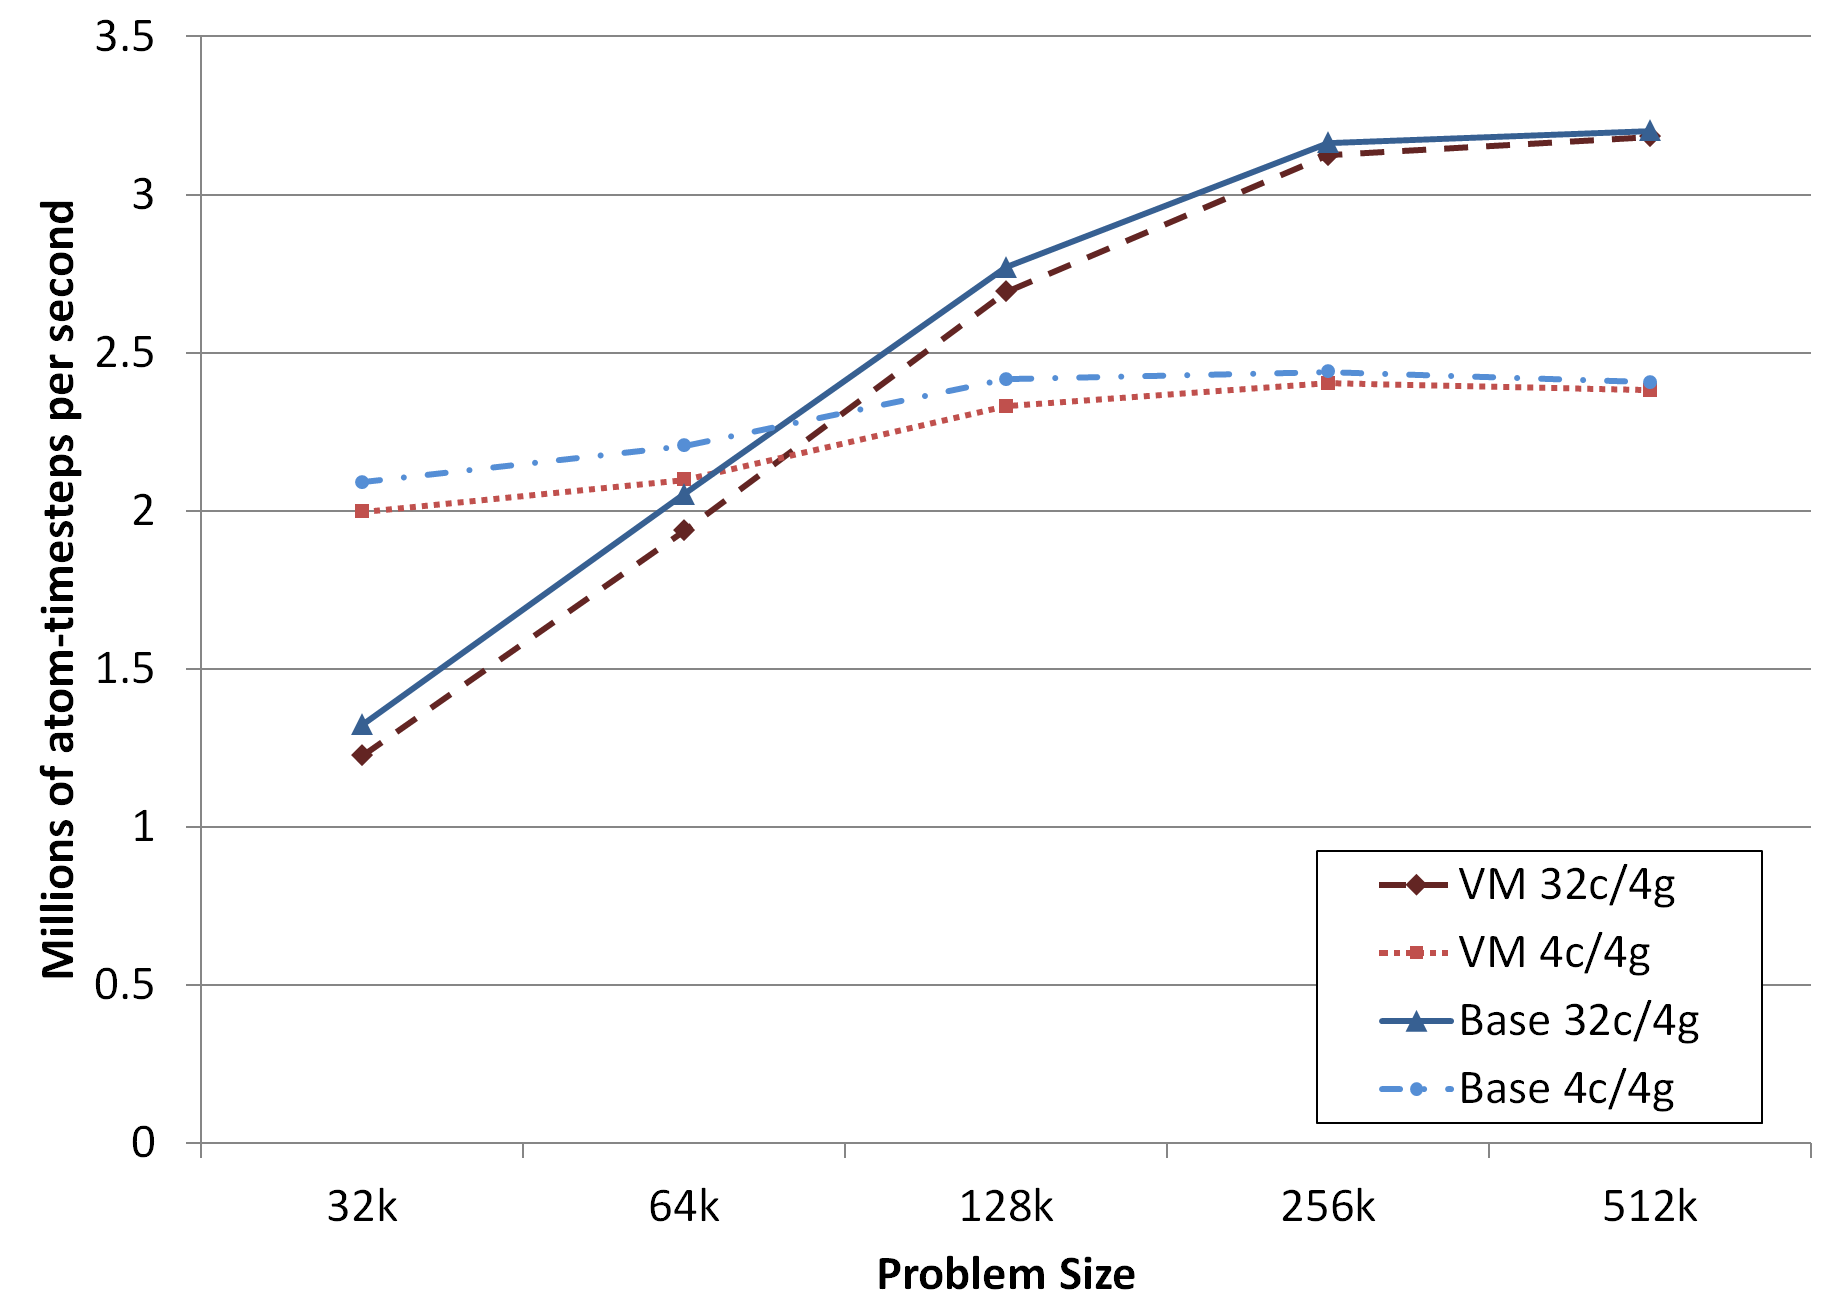 Millions of atom-timesteps per second
3.5
3
2.5
2
1.5
1
0.5
0
VM 32c/4g
VM 4c/4g
Base 32c/4g
Base 4c/4g
32k 64k 128k 256k 512k
Problem Size